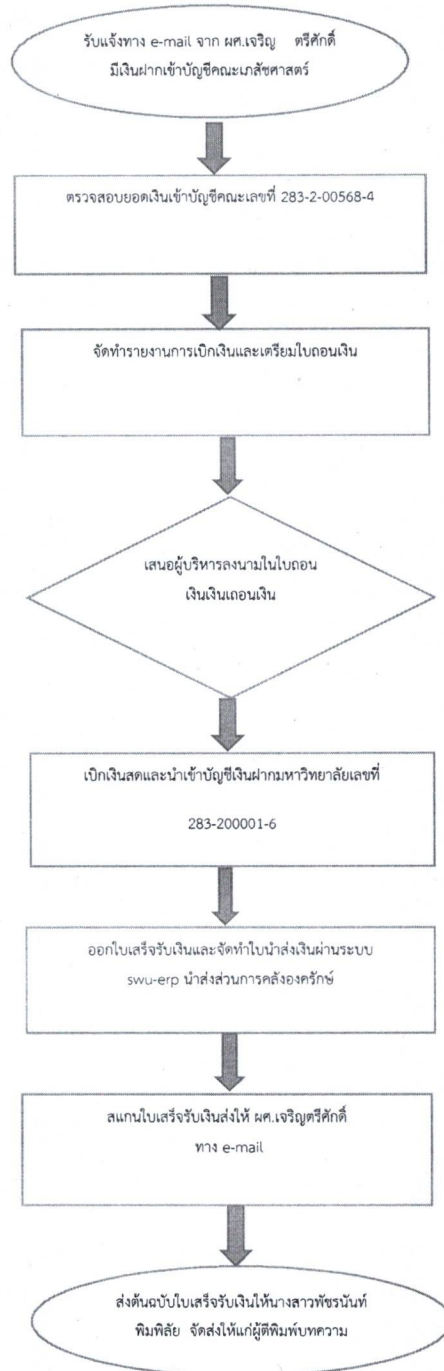 รับแจ้งทาง e-mail จาก ผศ.เจริญ ตรีศักดิ์
มีเงินฝากเข้าบัญชีคณะเภสัชศาสตร์
ตรวจสอบยอดเงินเข้าบัญชีคณะเลขที่ 283-2-00568-4
จัดทำรายงานการเบิกเงินและเตรียมใบถอนเงิน
เสนอผู้บริหารลงนามในใบถอน
เงินเงินเถอนเงิน
เบิกเงินสดและนำเข้าบัญชีเงินฝากมหาวิทยาลัยเลขที่
283-200001-6
ออกใบเสร็จรับเงินและจัดทำใบนำส่งเงินผ่านระบบ
swu-erp นำส่งส่วนการคลังองครักษ์
สแกนใบเสร็จรับเงินส่งให้ ผศ.เจริญตรีศักดิ์
ทาง e-mail
ส่งต้นฉบับใบเสร็จรับเงินให้นางสาวพัชรนันท์
พิมพิลัย จัดส่งให้แก่ผู้ตีพิมพ์บทความ